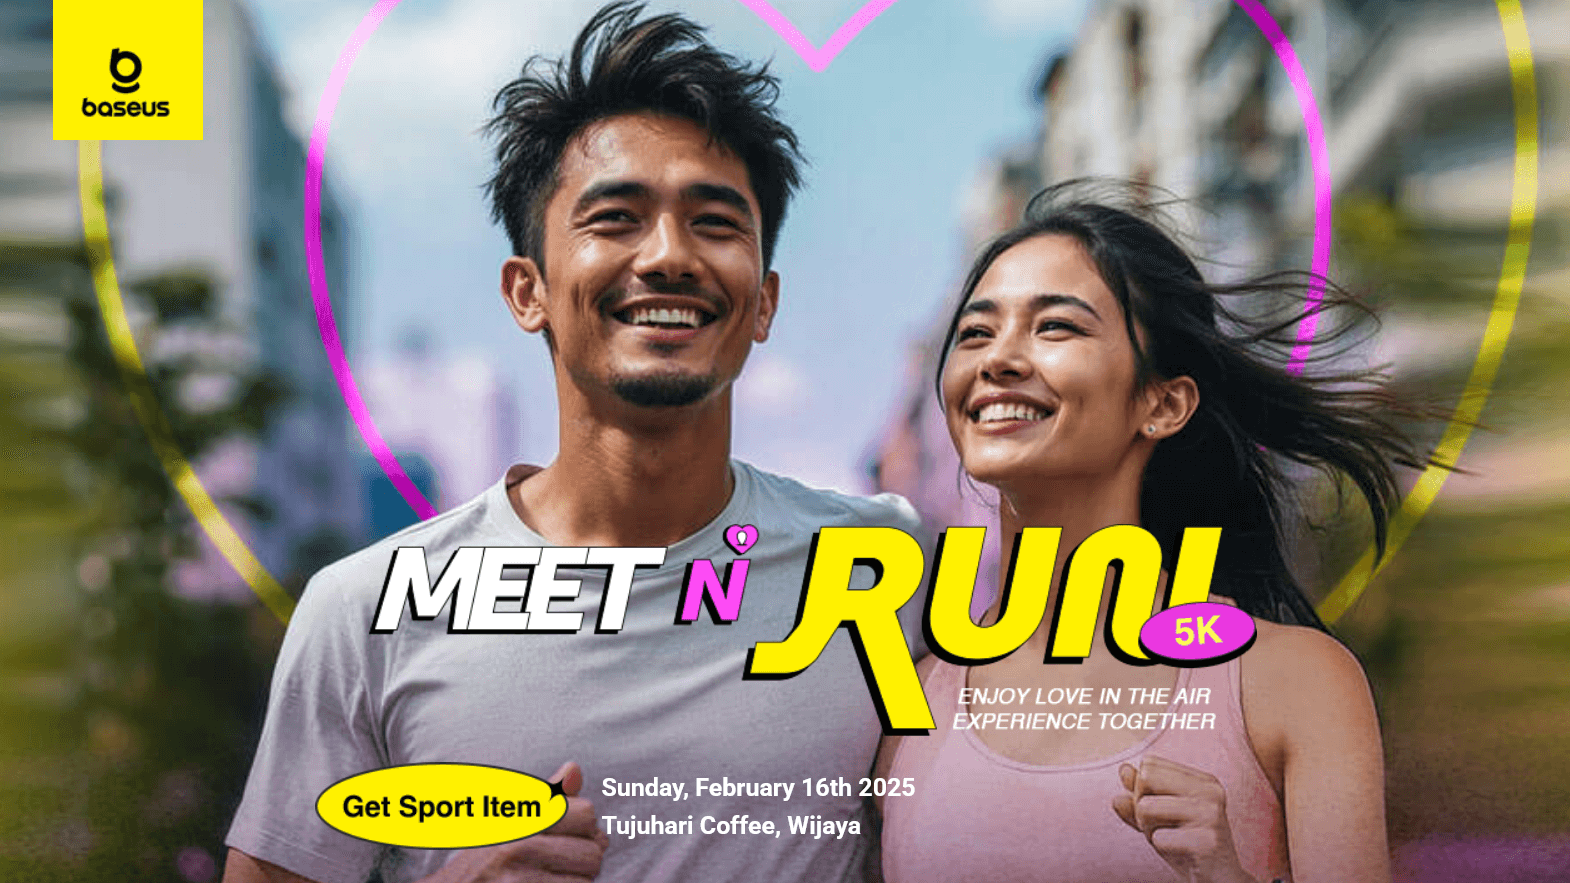 baseus
MEET N RUN
5K
ENJOY LOVE IN THE AIR
EXPERIENCE TOGETHER
Get Sport Item
Sunday, February 16th 2025
Tujuhari Coffee, Wijaya